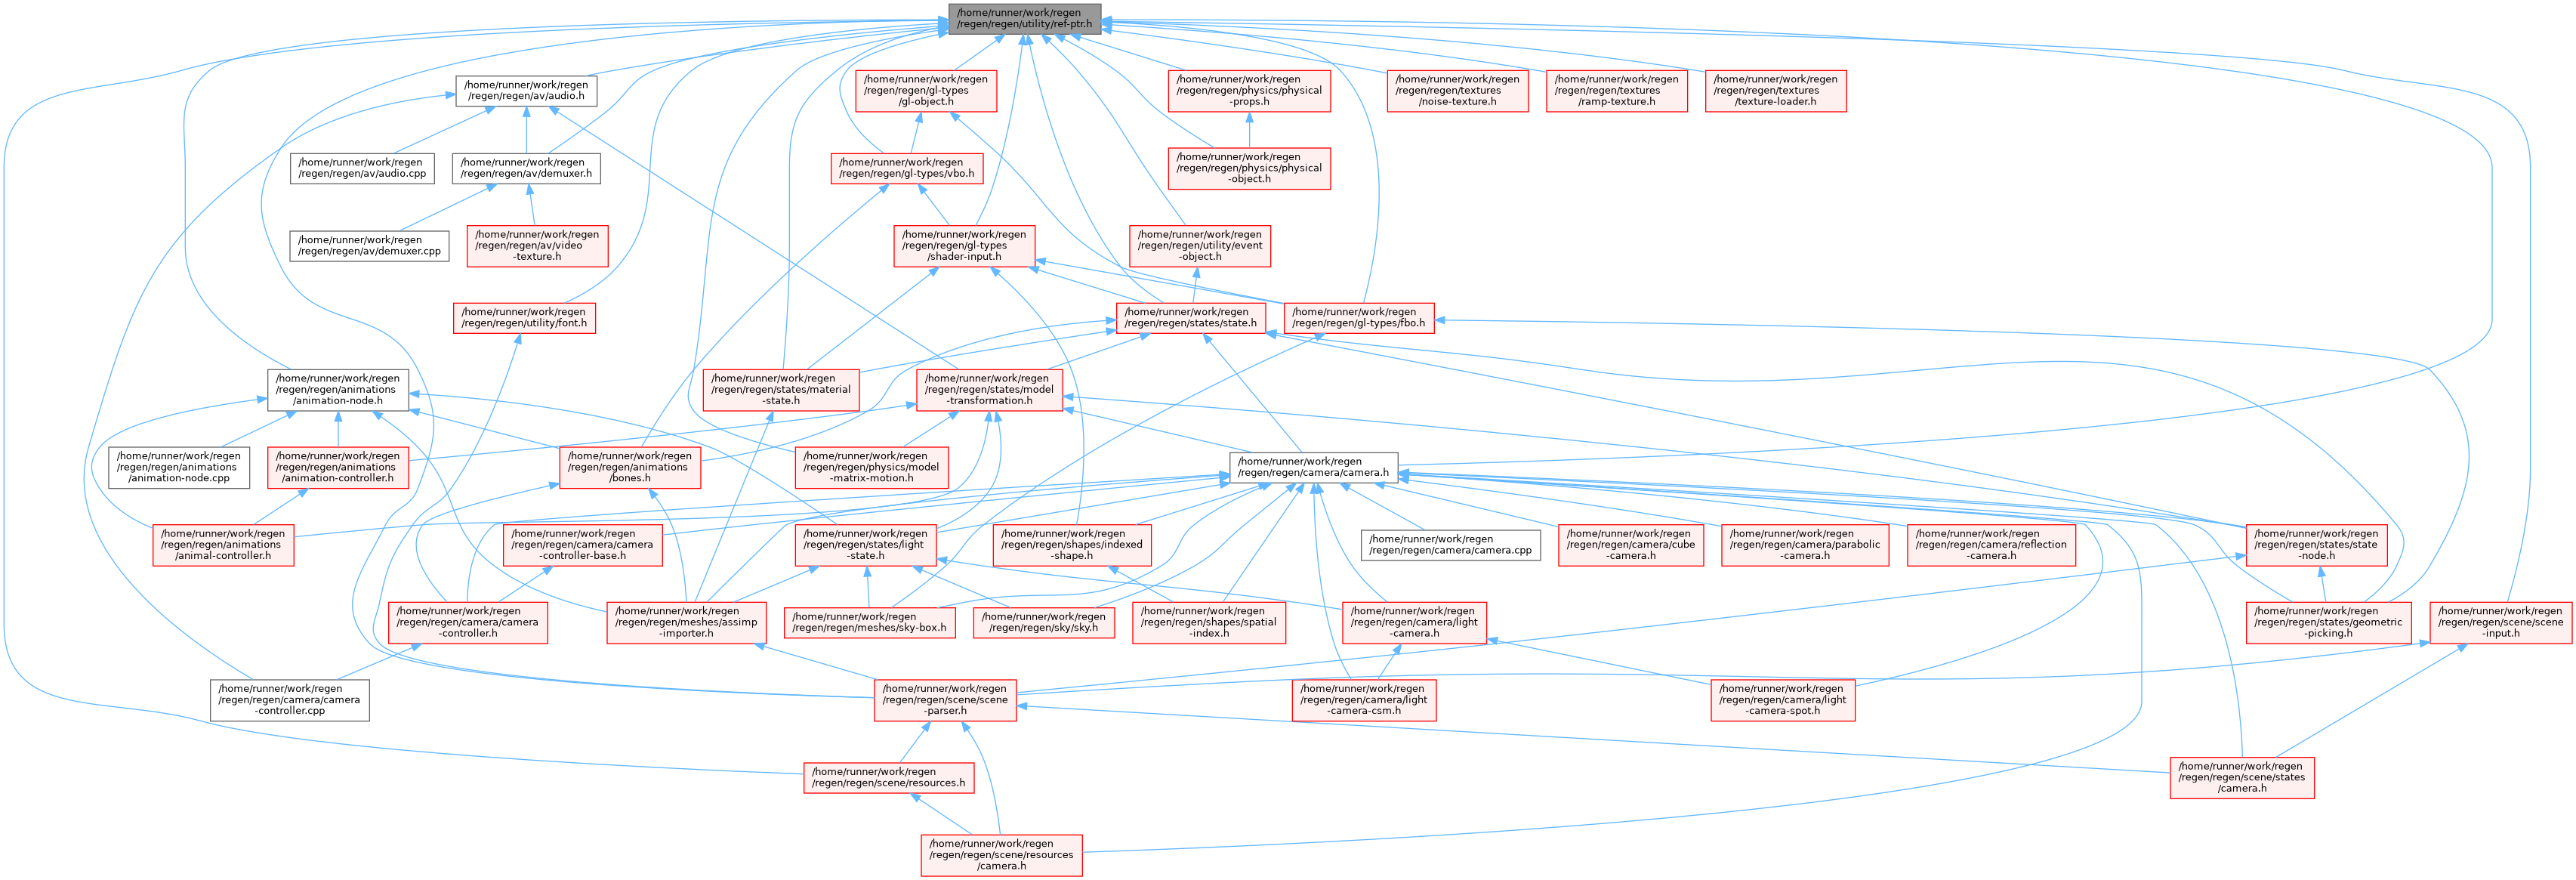 /home/runner/work/regen
/regen/regen/utility/ref-ptr.h
/home/runner/work/regen
/regen/regen/av/audio.h
/home/runner/work/regen
/regen/regen/gl-types
/gl-object.h
/home/runner/work/regen
/regen/regen/physics/physical
-props.h
/home/runner/work/regen
/regen/regen/textures
/noise-texture.h
/home/runner/work/regen
/regen/regen/textures
/ramp-texture.h
/home/runner/work/regen
/regen/regen/textures
/texture-loader.h
/home/runner/work/regen
/regen/regen/av/audio.cpp
/home/runner/work/regen
/regen/regen/av/demuxer.h
/home/runner/work/regen
/regen/regen/gl-types/vbo.h
/home/runner/work/regen
/regen/regen/physics/physical
-object.h
/home/runner/work/regen
/regen/regen/av/demuxer.cpp
/home/runner/work/regen
/regen/regen/av/video
-texture.h
/home/runner/work/regen
/regen/regen/gl-types
/shader-input.h
/home/runner/work/regen
/regen/regen/utility/event
-object.h
/home/runner/work/regen
/regen/regen/utility/font.h
/home/runner/work/regen
/regen/regen/states/state.h
/home/runner/work/regen
/regen/regen/gl-types/fbo.h
/home/runner/work/regen
/regen/regen/animations
/animation-node.h
/home/runner/work/regen
/regen/regen/states/material
-state.h
/home/runner/work/regen
/regen/regen/states/model
-transformation.h
/home/runner/work/regen
/regen/regen/animations
/animation-node.cpp
/home/runner/work/regen
/regen/regen/animations
/animation-controller.h
/home/runner/work/regen
/regen/regen/animations
/bones.h
/home/runner/work/regen
/regen/regen/physics/model
-matrix-motion.h
/home/runner/work/regen
/regen/regen/camera/camera.h
/home/runner/work/regen
/regen/regen/animations
/animal-controller.h
/home/runner/work/regen
/regen/regen/camera/camera
-controller-base.h
/home/runner/work/regen
/regen/regen/states/light
-state.h
/home/runner/work/regen
/regen/regen/shapes/indexed
-shape.h
/home/runner/work/regen
/regen/regen/camera/camera.cpp
/home/runner/work/regen
/regen/regen/camera/cube
-camera.h
/home/runner/work/regen
/regen/regen/camera/parabolic
-camera.h
/home/runner/work/regen
/regen/regen/camera/reflection
-camera.h
/home/runner/work/regen
/regen/regen/states/state
-node.h
/home/runner/work/regen
/regen/regen/camera/camera
-controller.h
/home/runner/work/regen
/regen/regen/meshes/assimp
-importer.h
/home/runner/work/regen
/regen/regen/meshes/sky-box.h
/home/runner/work/regen
/regen/regen/sky/sky.h
/home/runner/work/regen
/regen/regen/shapes/spatial
-index.h
/home/runner/work/regen
/regen/regen/camera/light
-camera.h
/home/runner/work/regen
/regen/regen/states/geometric
-picking.h
/home/runner/work/regen
/regen/regen/scene/scene
-input.h
/home/runner/work/regen
/regen/regen/camera/camera
-controller.cpp
/home/runner/work/regen
/regen/regen/scene/scene
-parser.h
/home/runner/work/regen
/regen/regen/camera/light
-camera-csm.h
/home/runner/work/regen
/regen/regen/camera/light
-camera-spot.h
/home/runner/work/regen
/regen/regen/scene/resources.h
/home/runner/work/regen
/regen/regen/scene/states
/camera.h
/home/runner/work/regen
/regen/regen/scene/resources
/camera.h